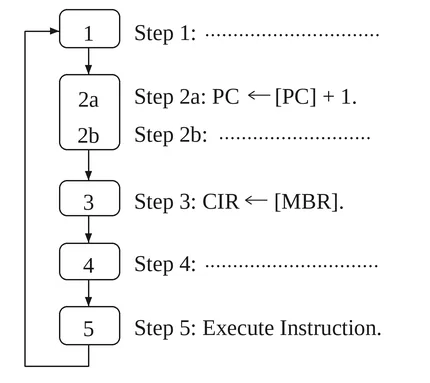 1 Step 1: ................................
2a Step 2a: PC ← [PC] + 1.
2b Step 2b: ............................
3 Step 3: CIR ← [MBR].
4 Step 4: ................................
5 Step 5: Execute Instruction.